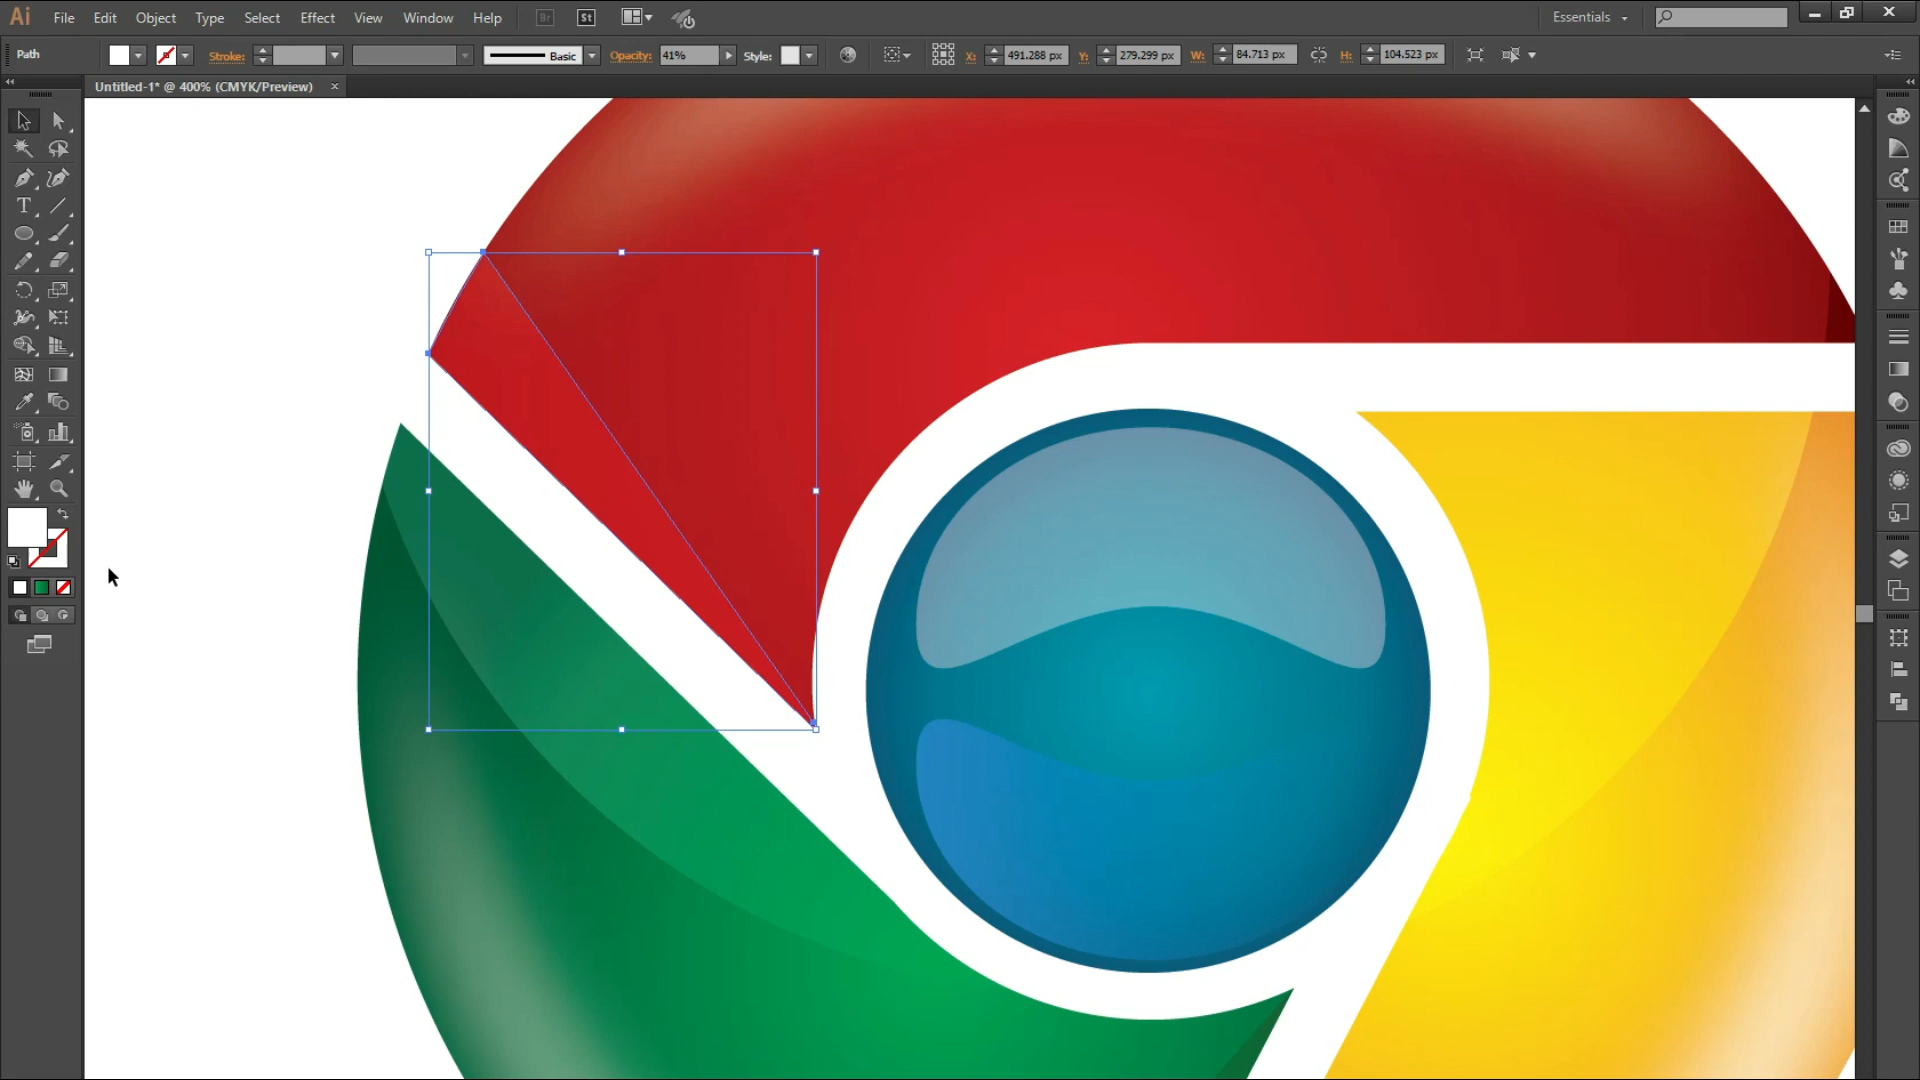 Ai File Edit Object Type Select Effect View Window Help Br St Essentials
Path Stroke: Basic Opacity: 41% Style: X: 491.288 px Y: 279.299 px W: 84.713 px H: 104.523 px
Untitled-1* @ 400% (CMYK/Preview) ×
T